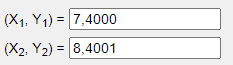 (X1, Y1) = 7,4000
(X2, Y2) = 8,4001